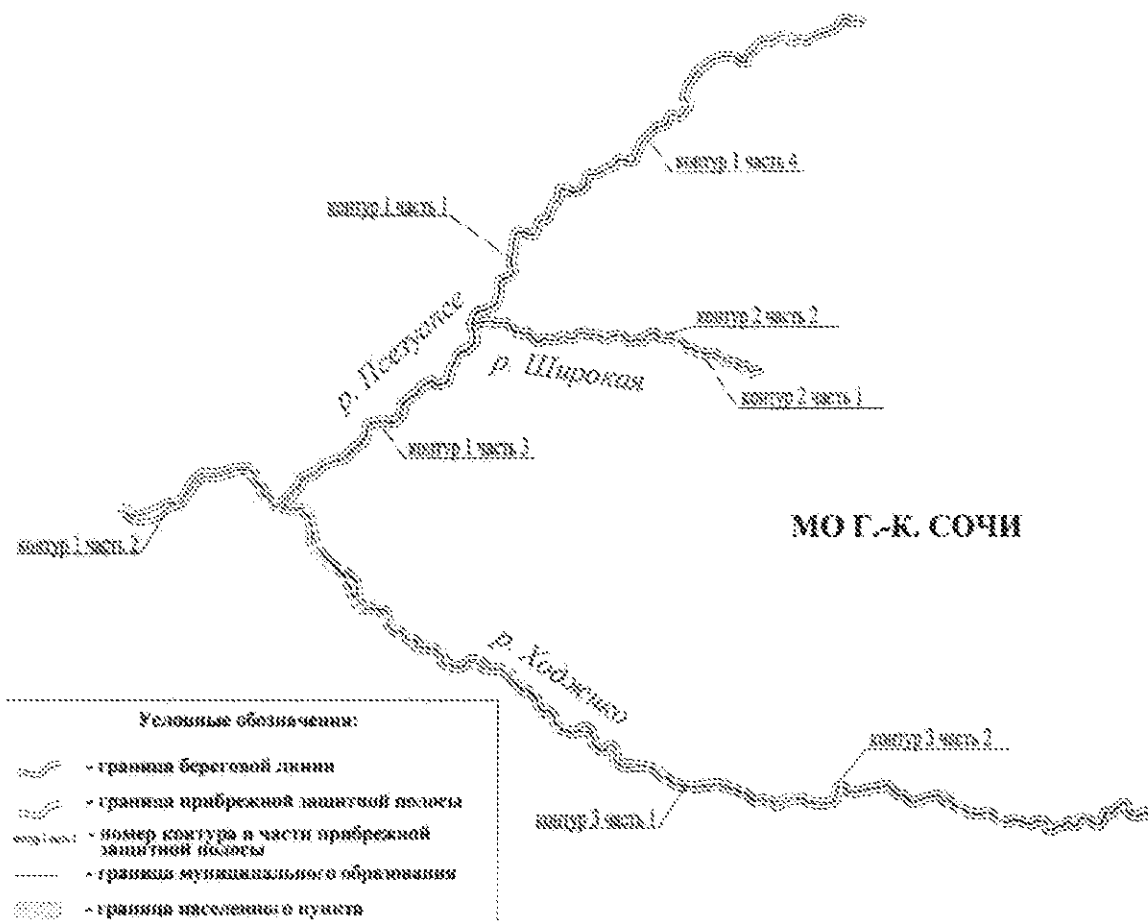 контур 1 часть 4
контур 1 часть 1
р. Псезуапсе
контур 2 часть 2
р. Широкая
контур 2 часть 1
контур 1 часть 3
МО Г.-К. СОЧИ
контур 1 часть 2
р. Ходжико
контур 3 часть 2
контур 3 часть 1
Условные обозначения:
- граница береговой линии
- граница прибрежной защитной полосы
- номер контура и части прибрежной
защитной полосы
- граница муниципального образования
- граница населенного пункта